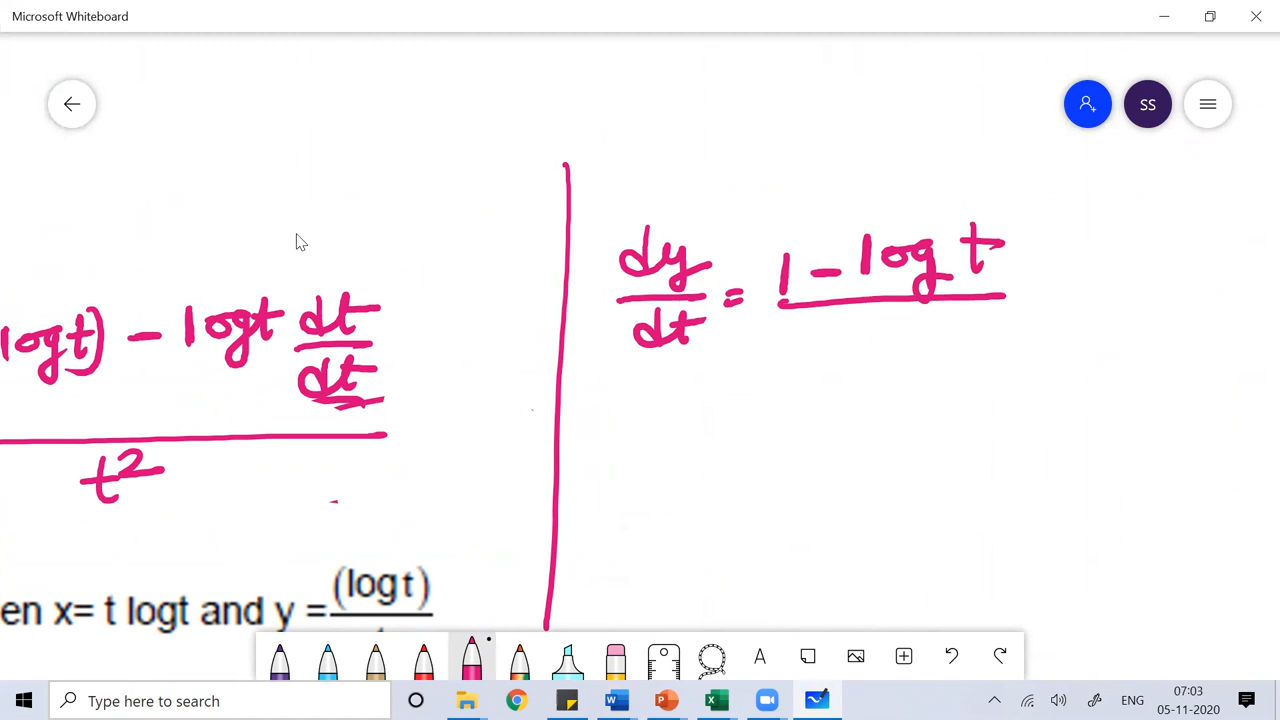 Microsoft Whiteboard
SS
logt) - logt dt/dt
t²
dy/dt = 1 - log t
en x= t logt and y = (log t)
A
Type here to search
ENG
07:03
05-11-2020